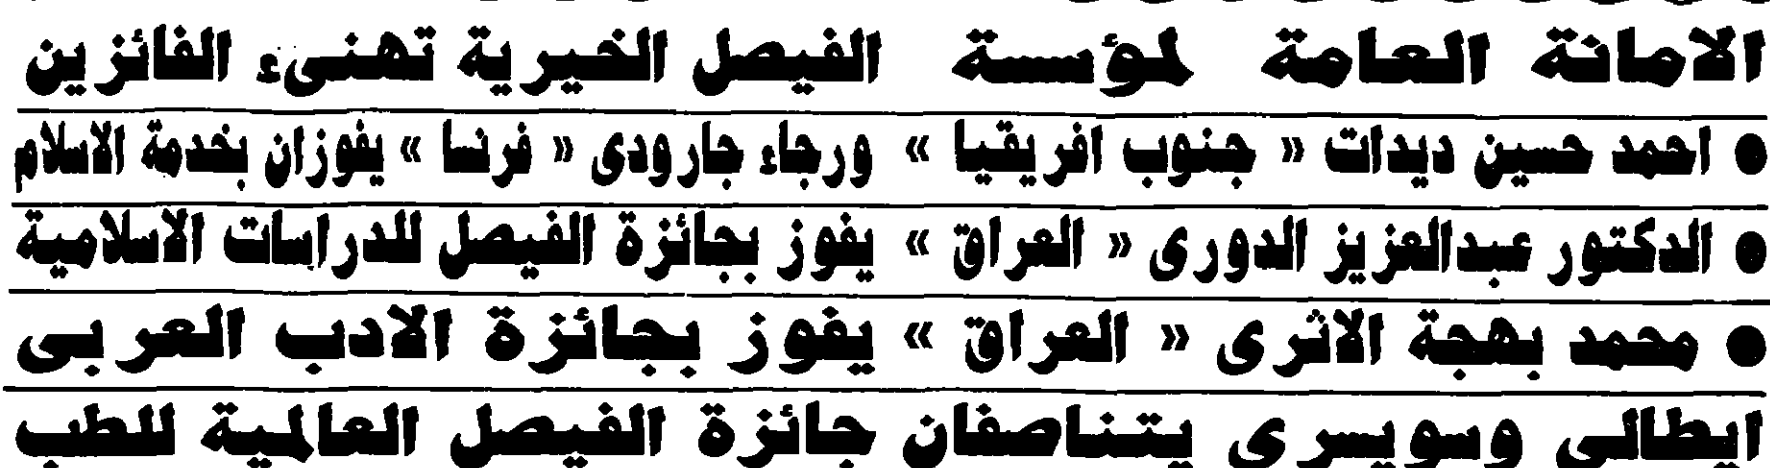 الامانة العامة لمؤسسة الفيصل الخيرية تهنىء الفائزين
● احمد حسين ديدات « جنوب افريقيا » ورجاء جارودى « فرنسا » يفوزان بخدمة الاسلام
● الدكتور عبدالعزيز الدورى « العراق » يفوز بجائزة الفيصل للدراسات الاسلامية
● محمد بهجة الاثرى « العراق » يفوز بجائزة الادب العربى
ايطالى وسويسرى يتناصفان جائزة الفيصل العالمية للطب